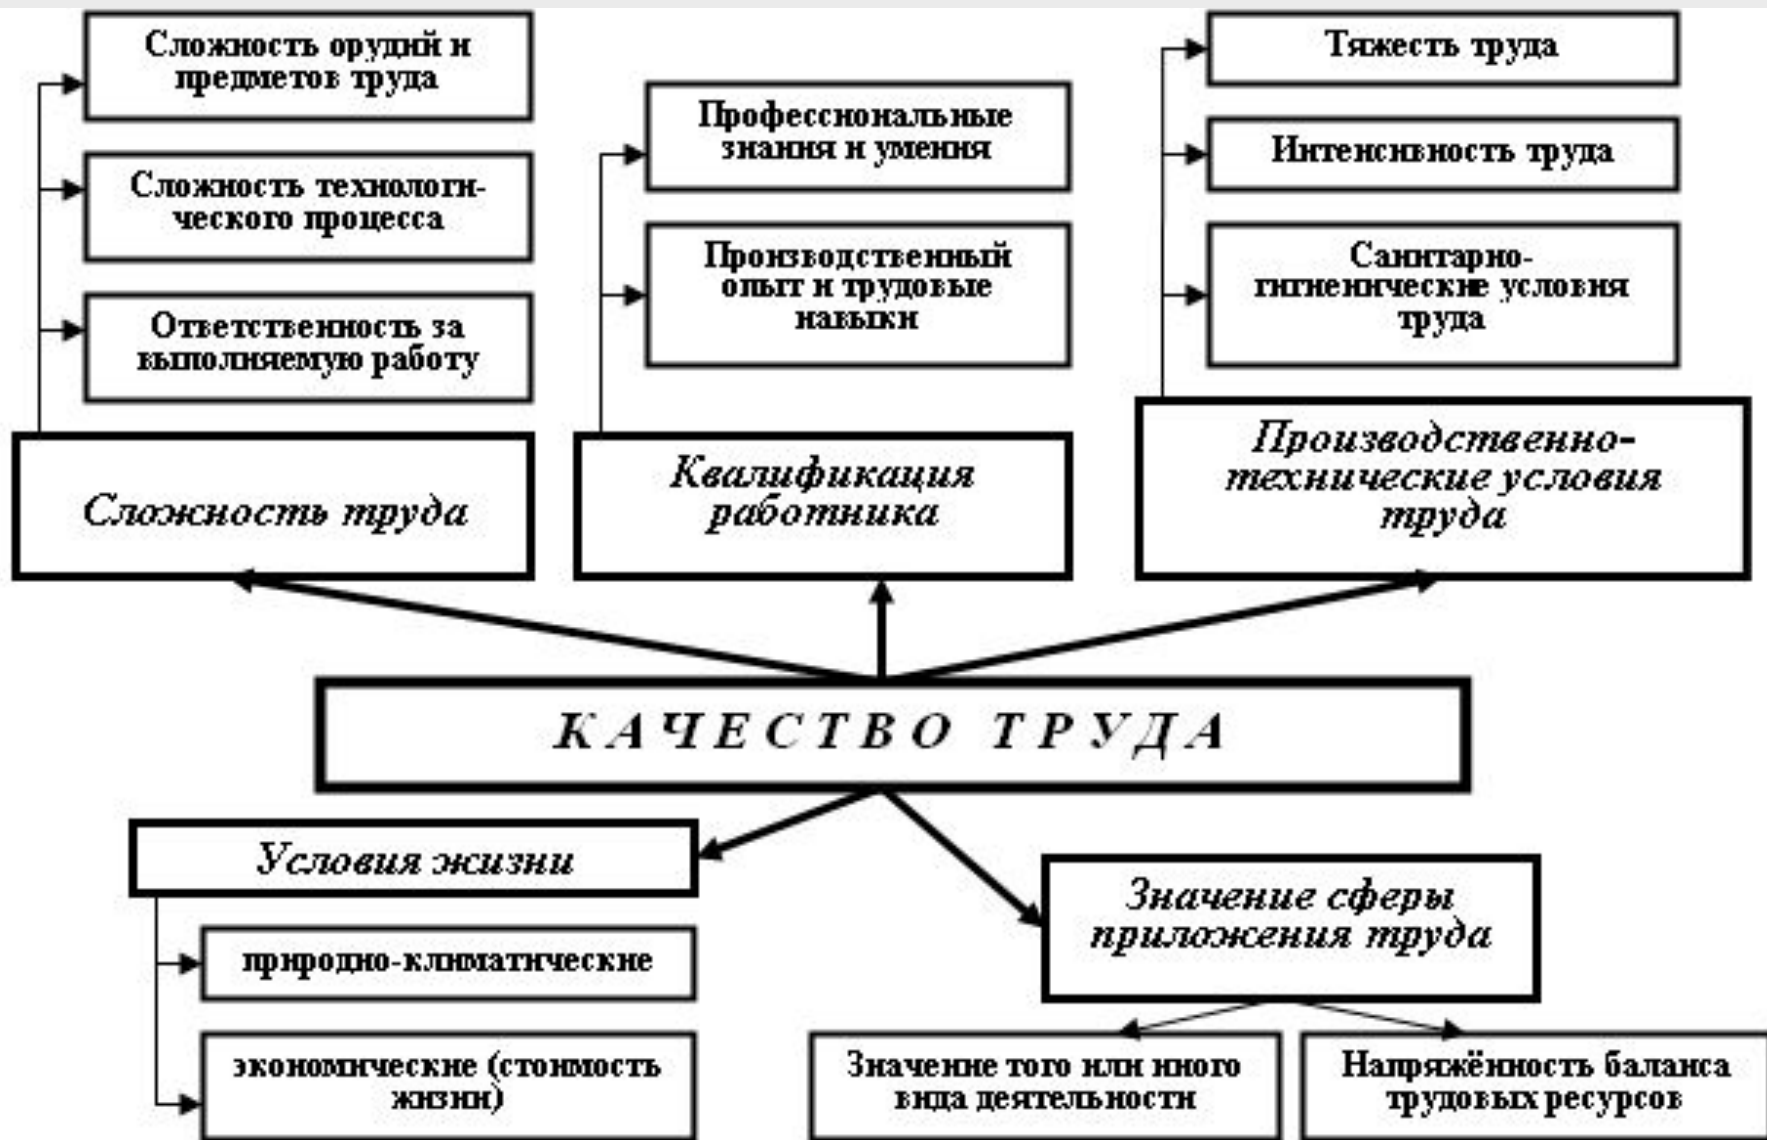 Сложность орудий и
предметов труда
Сложность технологи-
ческого процесса
Ответственность за
выполняемую работу
Сложность труда
Профессиональные
знания и умения
Производственный
опыт и трудовые
навыки
Квалификация
работника
Тяжесть труда
Интенсивность труда
Санитарно-
гигиенические условия
труда
Производственно-
технические условия
труда
КАЧЕСТВО ТРУДА
Условия жизни
природно-климатические
экономические (стоимость
жизни)
Значение сферы
приложения труда
Значение того или иного
вида деятельности
Напряжённость баланса
трудовых ресурсов